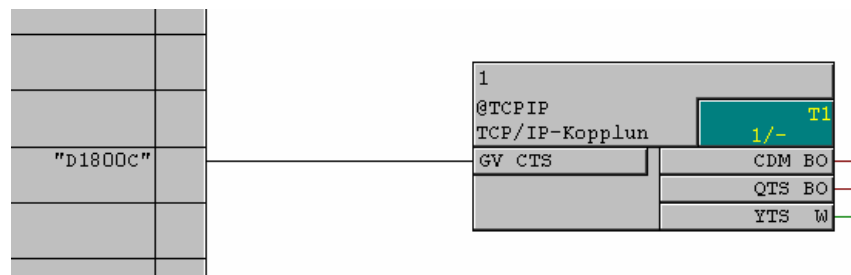 1
@TCPIP
TCP/IP-Kopplun
T1
1/-
"D1800C"
GV CTS
CDM BO
QTS BO
YTS W